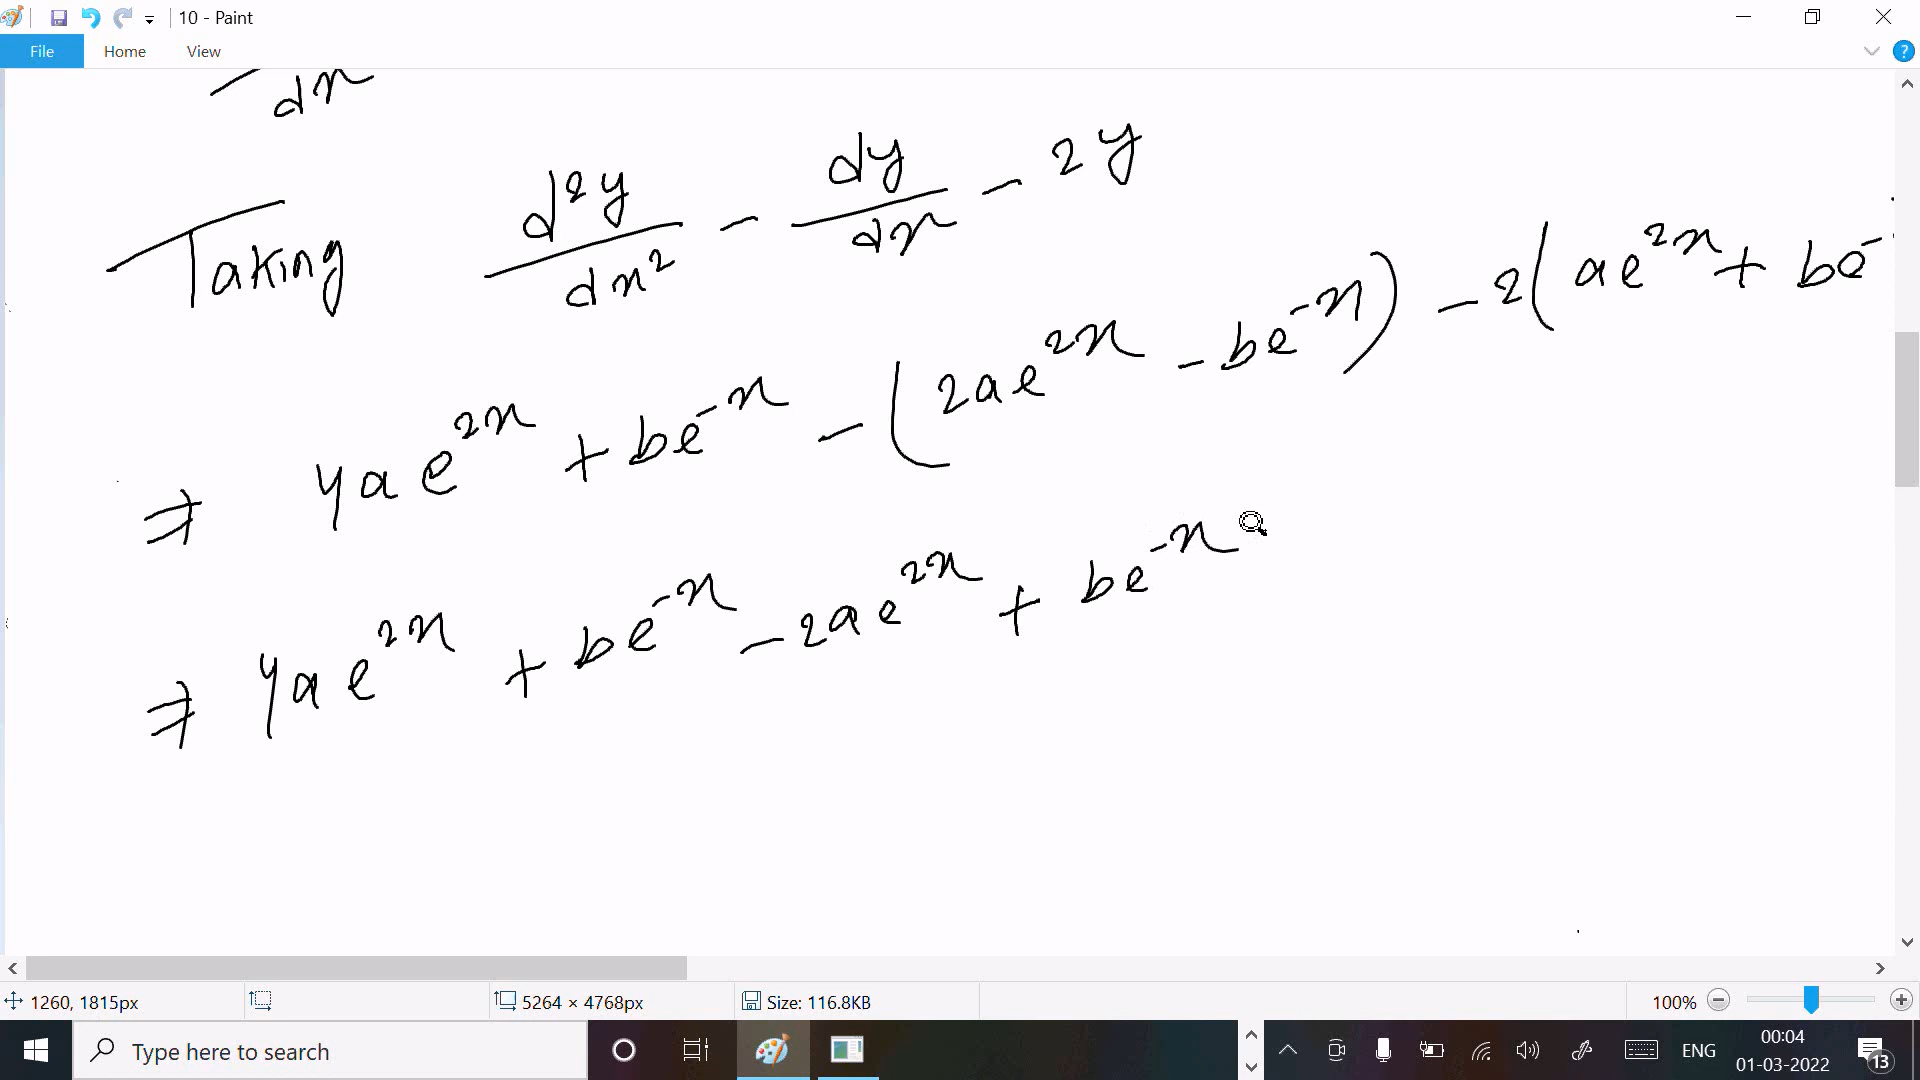 10 - Paint
File Home View
dx
Taking d²y/dx² - dy/dx - 2y
⇒ 4ae^2x + be^-x - (2ae^2x - be^-x) - 2(ae^2x + be^-
⇒ 4ae^2x + be^-x - 2ae^2x + be^-x
1260, 1815px 5264 × 4768px Size: 116.8KB 100%
Type here to search ENG 00:04
01-03-2022 13